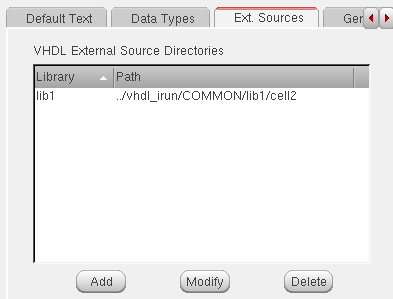 Default Text Data Types Ext. Sources Ger
VHDL External Source Directories
Library Path
lib1 ../vhdl_irun/COMMON/lib1/cell2
Add Modify Delete